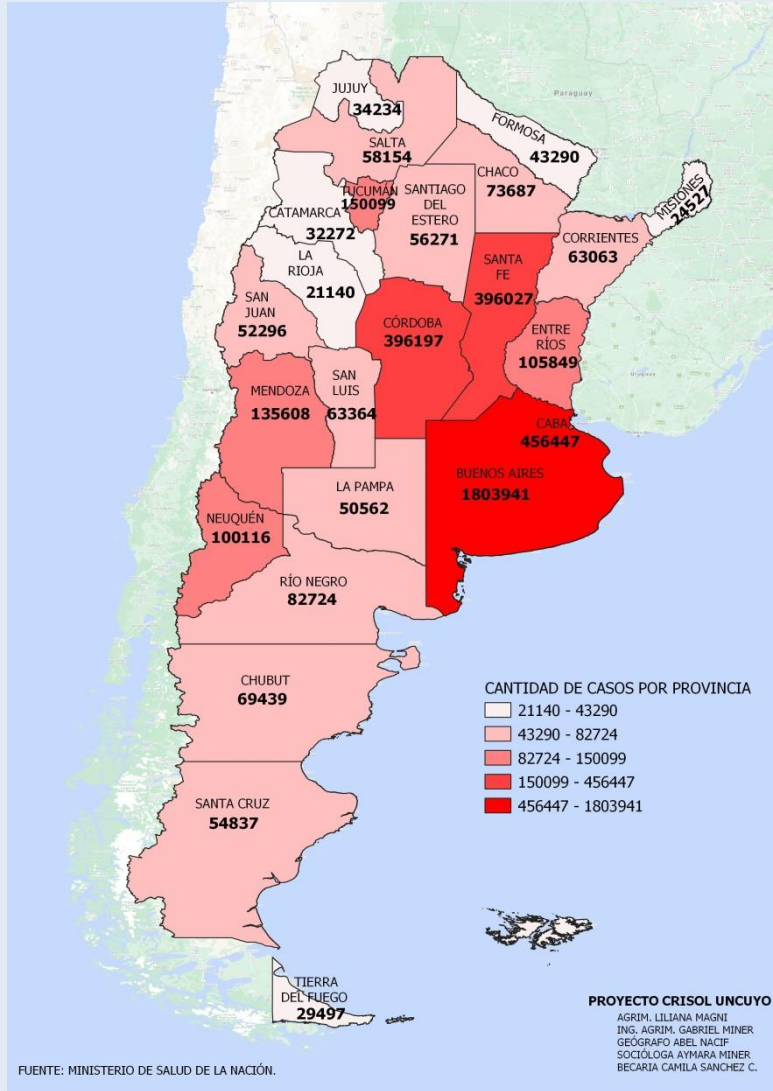 JUJUY
34234
Paraguay
FORMOSA
43290
SALTA
58154
CHACO
73687
MISIONES
24527
TUCUMÁN
150099
SANTIAGO
DEL
ESTERO
56271
CATAMARCA
32272
CORRIENTES
63063
LA
RIOJA
21140
SANTA
FE
396027
SAN
JUAN
52296
CÓRDOBA
396197
ENTRE
RÍOS
105849
Uruguay
MENDOZA
135608
SAN
LUIS
63364
CABA
456447
BUENOS AIRES
1803941
LA PAMPA
50562
NEUQUÉN
100116
RÍO NEGRO
82724
CHUBUT
69439
CANTIDAD DE CASOS POR PROVINCIA
21140 - 43290
43290 - 82724
82724 - 150099
150099 - 456447
456447 - 1803941
SANTA CRUZ
54837
TIERRA
DEL FUEGO
29497
PROYECTO CRISOL UNCUYO
AGRIM. LILIANA MAGNI
ING. AGRIM. GABRIEL MINER
GEÓGRAFO ABEL NACIF
SOCIÓLOGA AYMARA MINER
BECARIA CAMILA SANCHEZ C.
FUENTE: MINISTERIO DE SALUD DE LA NACIÓN.